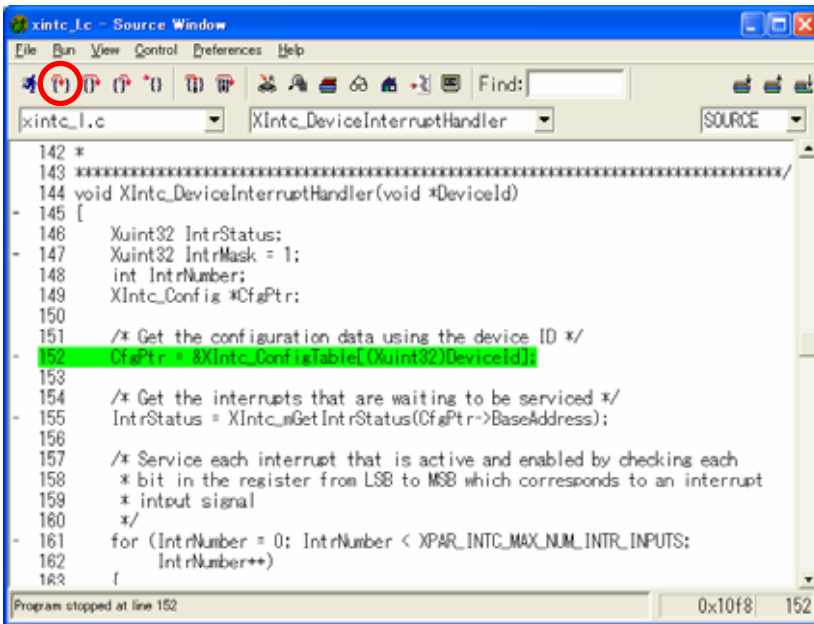 xintc_l.c - Source Window
File Run View Control Preferences Help
Find:
xintc_l.c XIntc_DeviceInterruptHandler SOURCE
142 *
143 ******************************************************************************/
144 void XIntc_DeviceInterruptHandler(void *DeviceId)
- 145 {
146 Xuint32 IntrStatus;
- 147 Xuint32 IntrMask = 1;
148 int IntrNumber;
149 XIntc_Config *CfgPtr;
150
151 /* Get the configuration data using the device ID */
- 152 CfgPtr = &XIntc_ConfigTable[(Xuint32)DeviceId];
153
154 /* Get the interrupts that are waiting to be serviced */
- 155 IntrStatus = XIntc_mGetIntrStatus(CfgPtr->BaseAddress);
156
157 /* Service each interrupt that is active and enabled by checking each
158 * bit in the register from LSB to MSB which corresponds to an interrupt
159 * intput signal
160 */
- 161 for (IntrNumber = 0; IntrNumber < XPAR_INTC_MAX_NUM_INTR_INPUTS;
162 IntrNumber++)
163 {
Program stopped at line 152 0x10f8 152